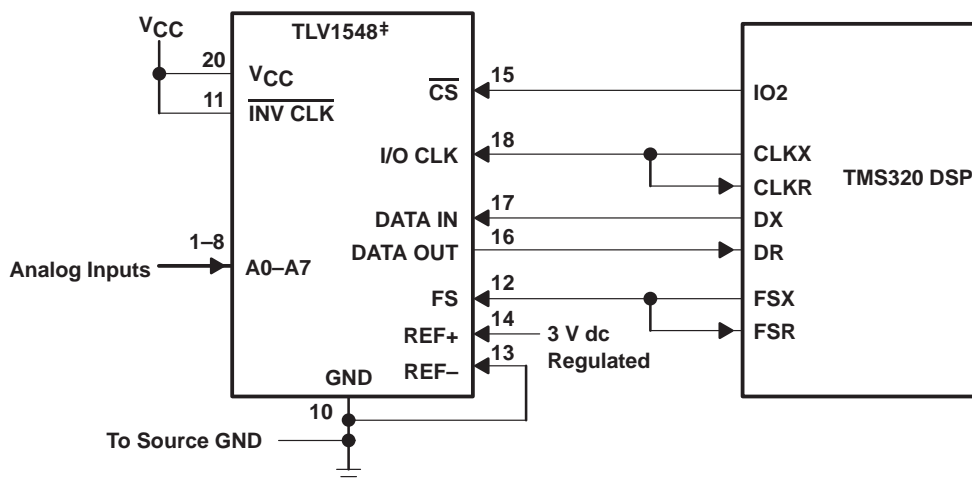 VCC
TLV1548‡
20
VCC
11
INV CLK
CS
15
IO2
I/O CLK
18
CLKX
CLKR
TMS320 DSP
DATA IN
17
DX
DATA OUT
16
DR
1–8
Analog Inputs
A0–A7
FS
12
FSX
FSR
REF+
14
3 V dc
Regulated
REF–
13
GND
10
To Source GND